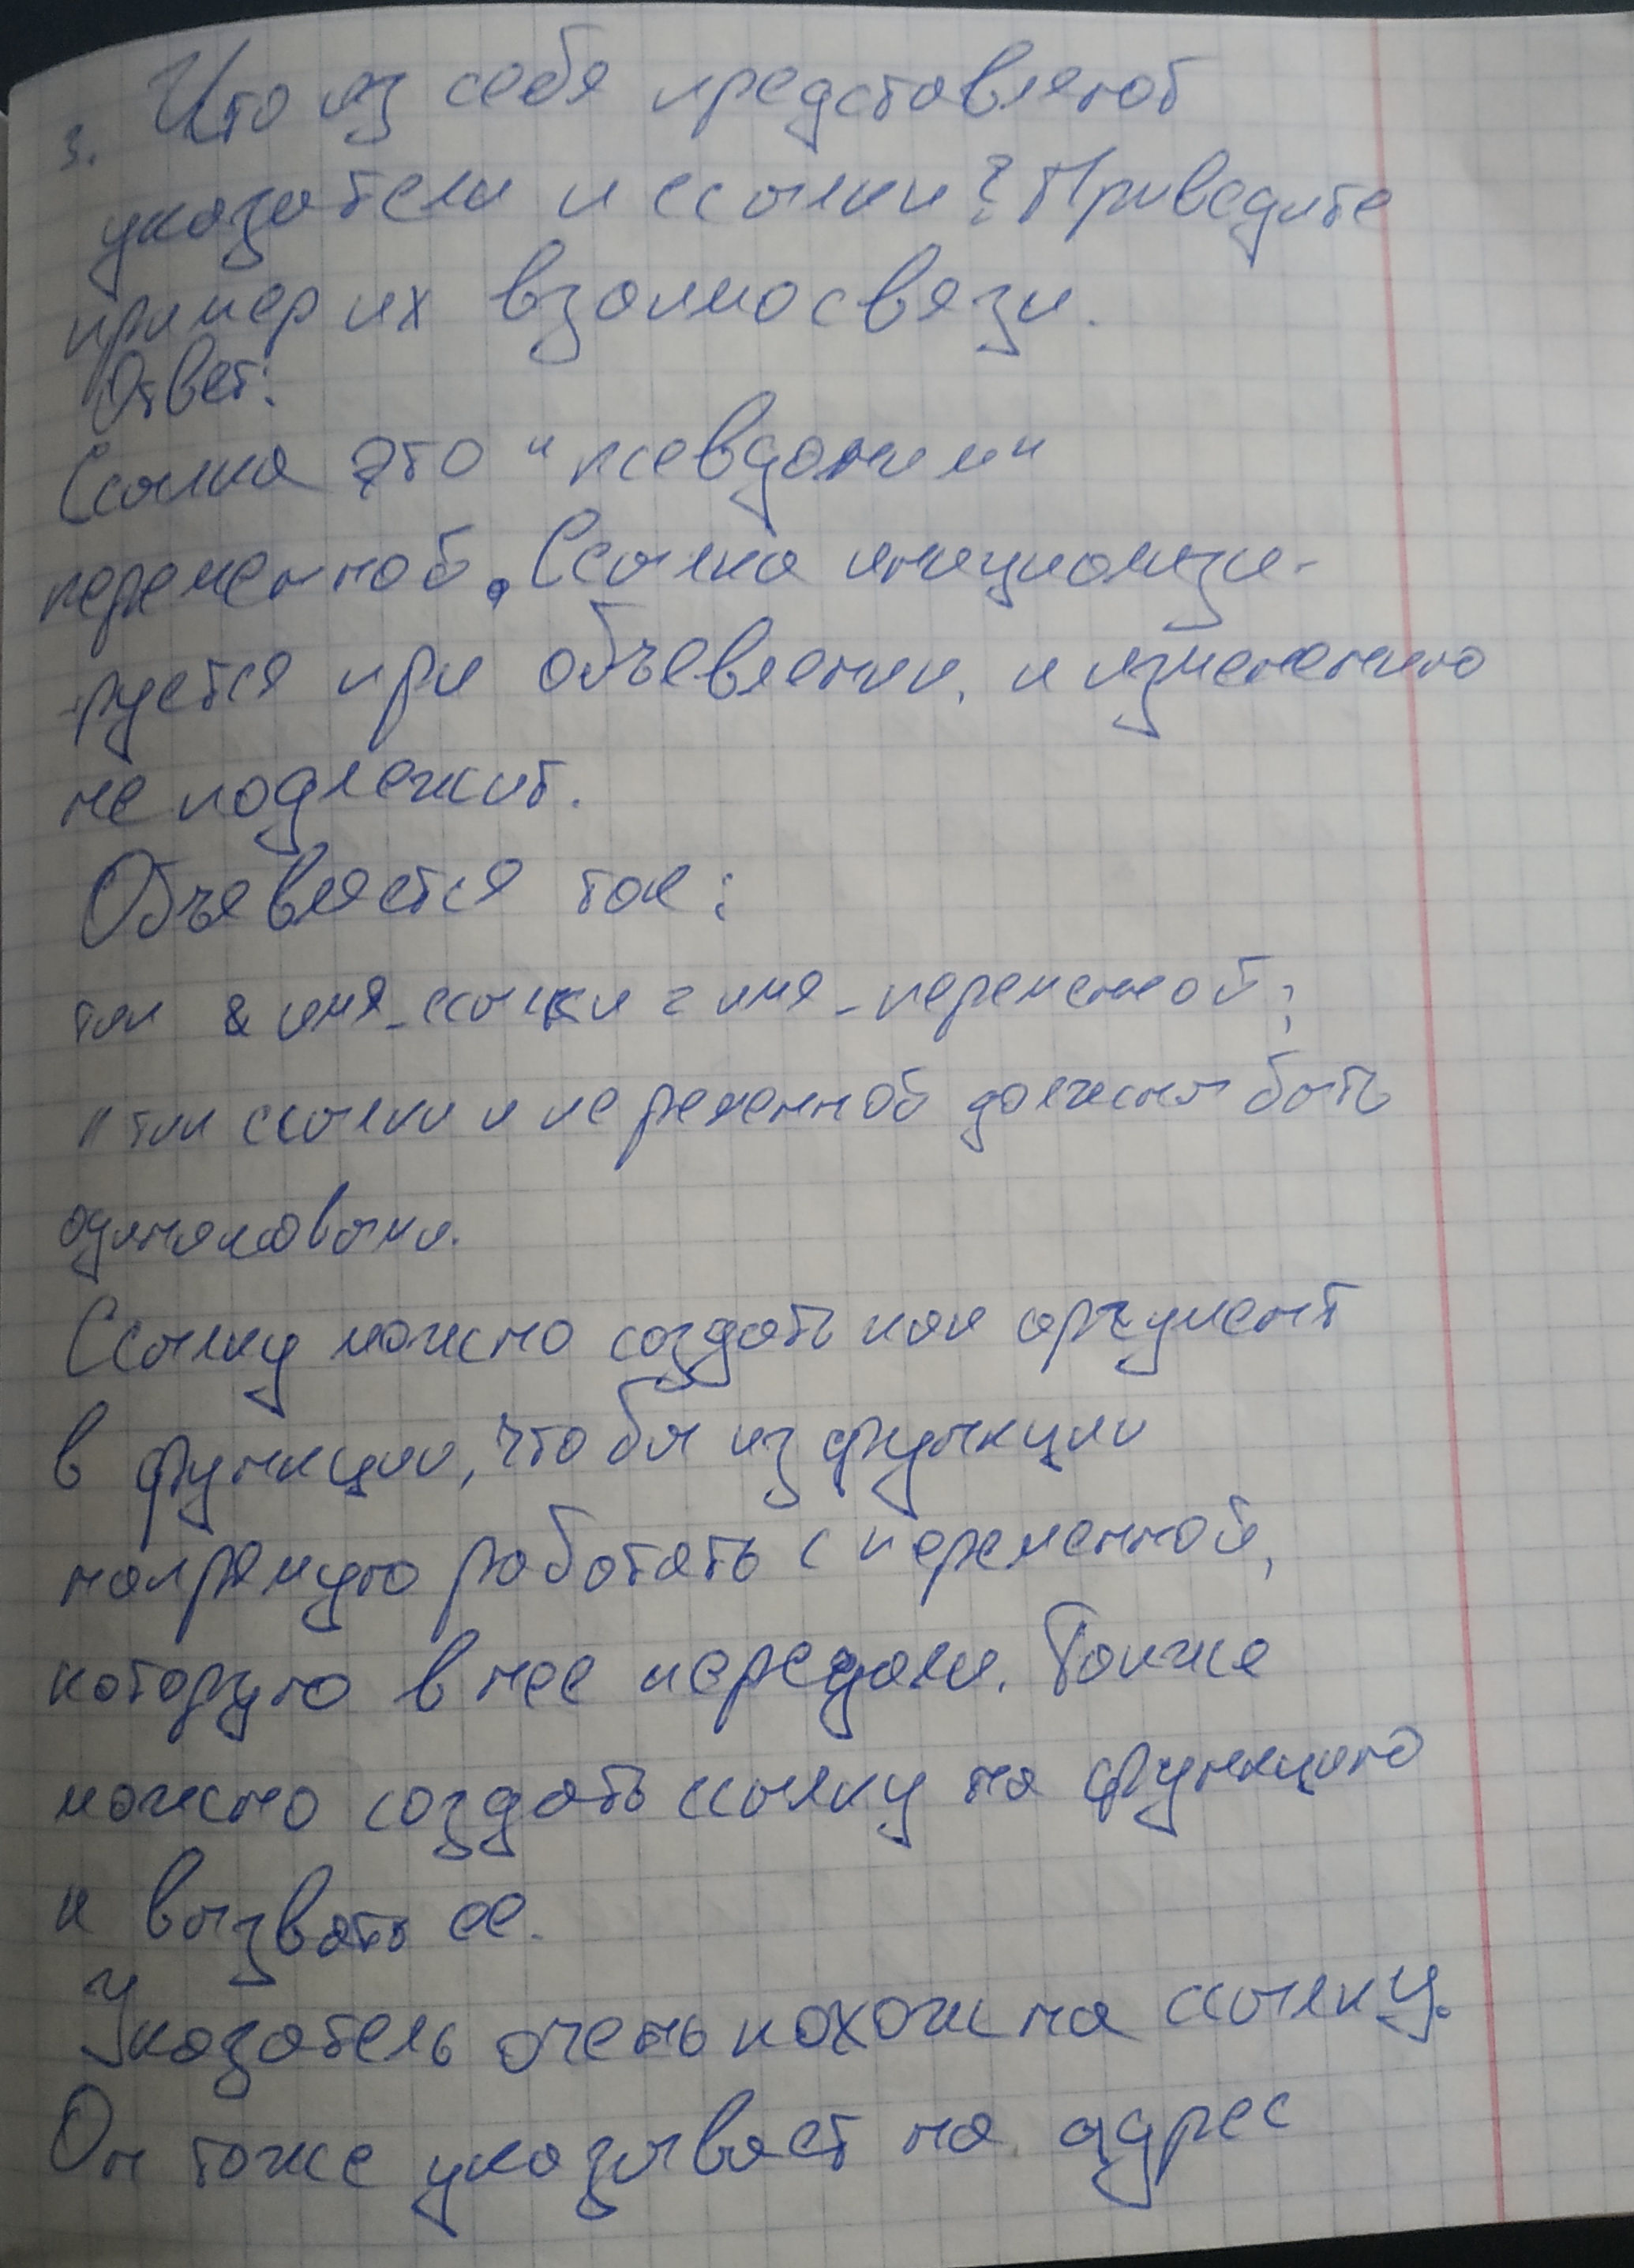 3. Что из себя представляют
указатели и ссылки? Приведите
пример их взаимосвязи.
Ответ:
Ссылка это "псевдоним"
переменной. Ссылка инициализи-
руется при объявлении, и изменению
не подлежит.
Объявяется так:
тип & имя_ссылки = имя_переменной;
// тип ссылки и переменной должны быть
одинаковыми.
Ссылку можно создать как аргумент
в функции, чтобы из функции
напрямую работать с переменной,
которую в нее передали. Также
можно создать ссылку на функцию
и вызвать ее.
Указатель очень похож на ссылку.
Он тоже указывает на адрес